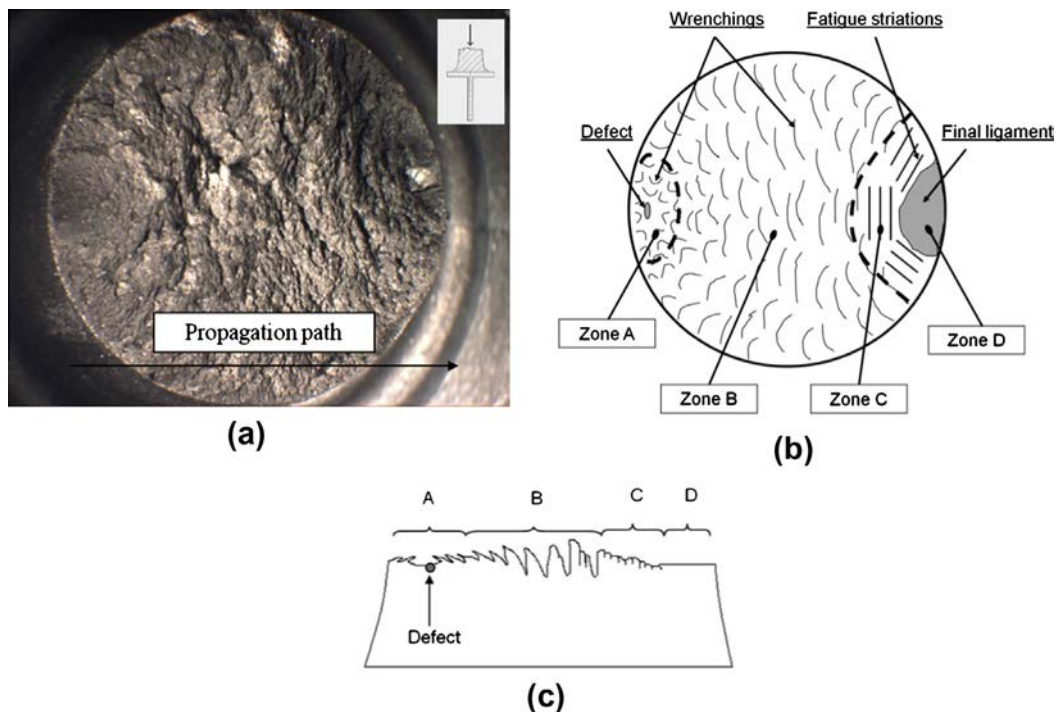 Propagation path
(a)
Wrenchings
Fatigue striations
Defect
Final ligament
Zone A
Zone B
Zone C
Zone D
(b)
A
B
C
D
Defect
(c)